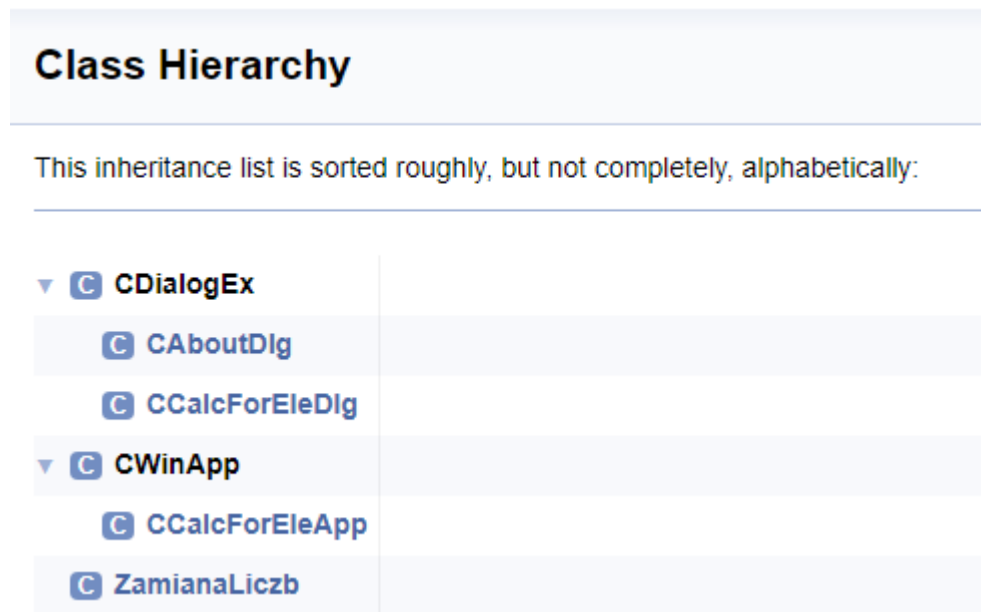 Class Hierarchy
This inheritance list is sorted roughly, but not completely, alphabetically:
▼ C CDialogEx
C CAboutDlg
C CCalcForEleDlg
▼ C CWinApp
C CCalcForEleApp
C ZamianaLiczb